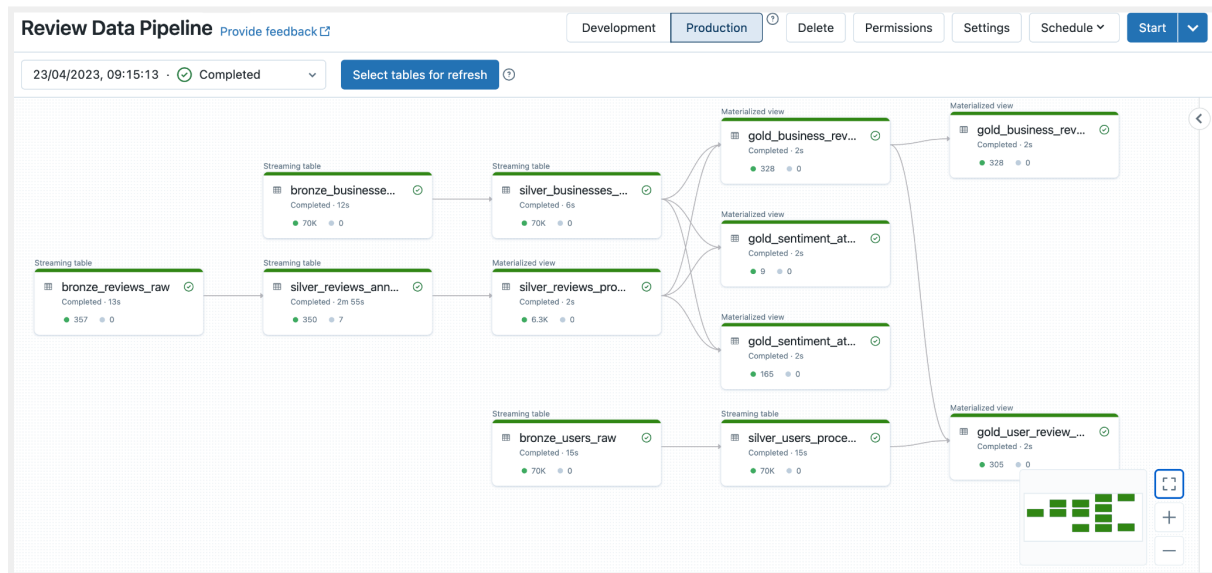 Review Data Pipeline Provide feedback
Development Production ? Delete Permissions Settings Schedule Start
23/04/2023, 09:15:13 · Completed
Select tables for refresh ?
Materialized view
gold_business_rev...
Completed · 2s
328 0
Materialized view
gold_business_rev...
Completed · 2s
328 0
Streaming table
bronze_businesse...
Completed · 12s
70K 0
Streaming table
silver_businesses_...
Completed · 6s
70K 0
Materialized view
gold_sentiment_at...
Completed · 2s
9 0
Streaming table
bronze_reviews_raw
Completed · 13s
357 0
Streaming table
silver_reviews_ann...
Completed · 2m 55s
350 7
Materialized view
silver_reviews_pro...
Completed · 2s
6.3K 0
Materialized view
gold_sentiment_at...
Completed · 2s
165 0
Streaming table
bronze_users_raw
Completed · 15s
70K 0
Streaming table
silver_users_proce...
Completed · 15s
70K 0
Materialized view
gold_user_review_...
Completed · 2s
305 0